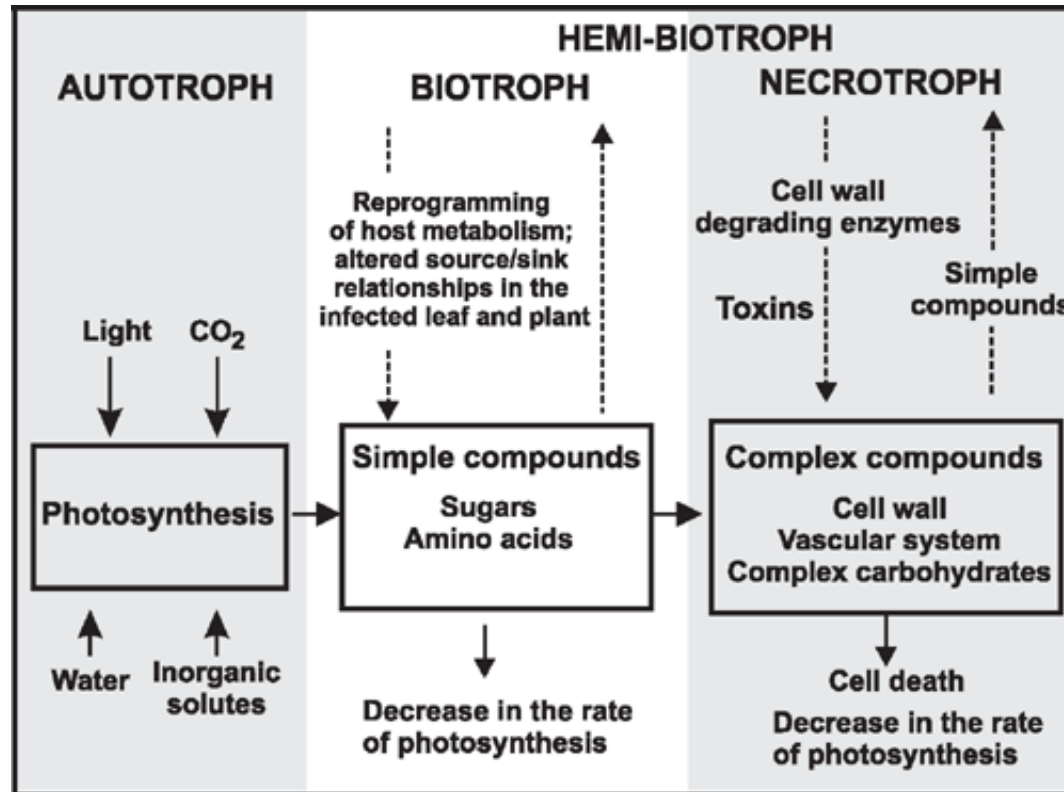 HEMI-BIOTROPH
AUTOTROPH
BIOTROPH
NECROTROPH
Light
CO2
Photosynthesis
Water
Inorganic
solutes
Reprogramming
of host metabolism;
altered source/sink
relationships in the
infected leaf and plant
Simple compounds
Sugars
Amino acids
Decrease in the rate
of photosynthesis
Cell wall
degrading enzymes
Toxins
Simple
compounds
Complex compounds
Cell wall
Vascular system
Complex carbohydrates
Cell death
Decrease in the rate
of photosynthesis